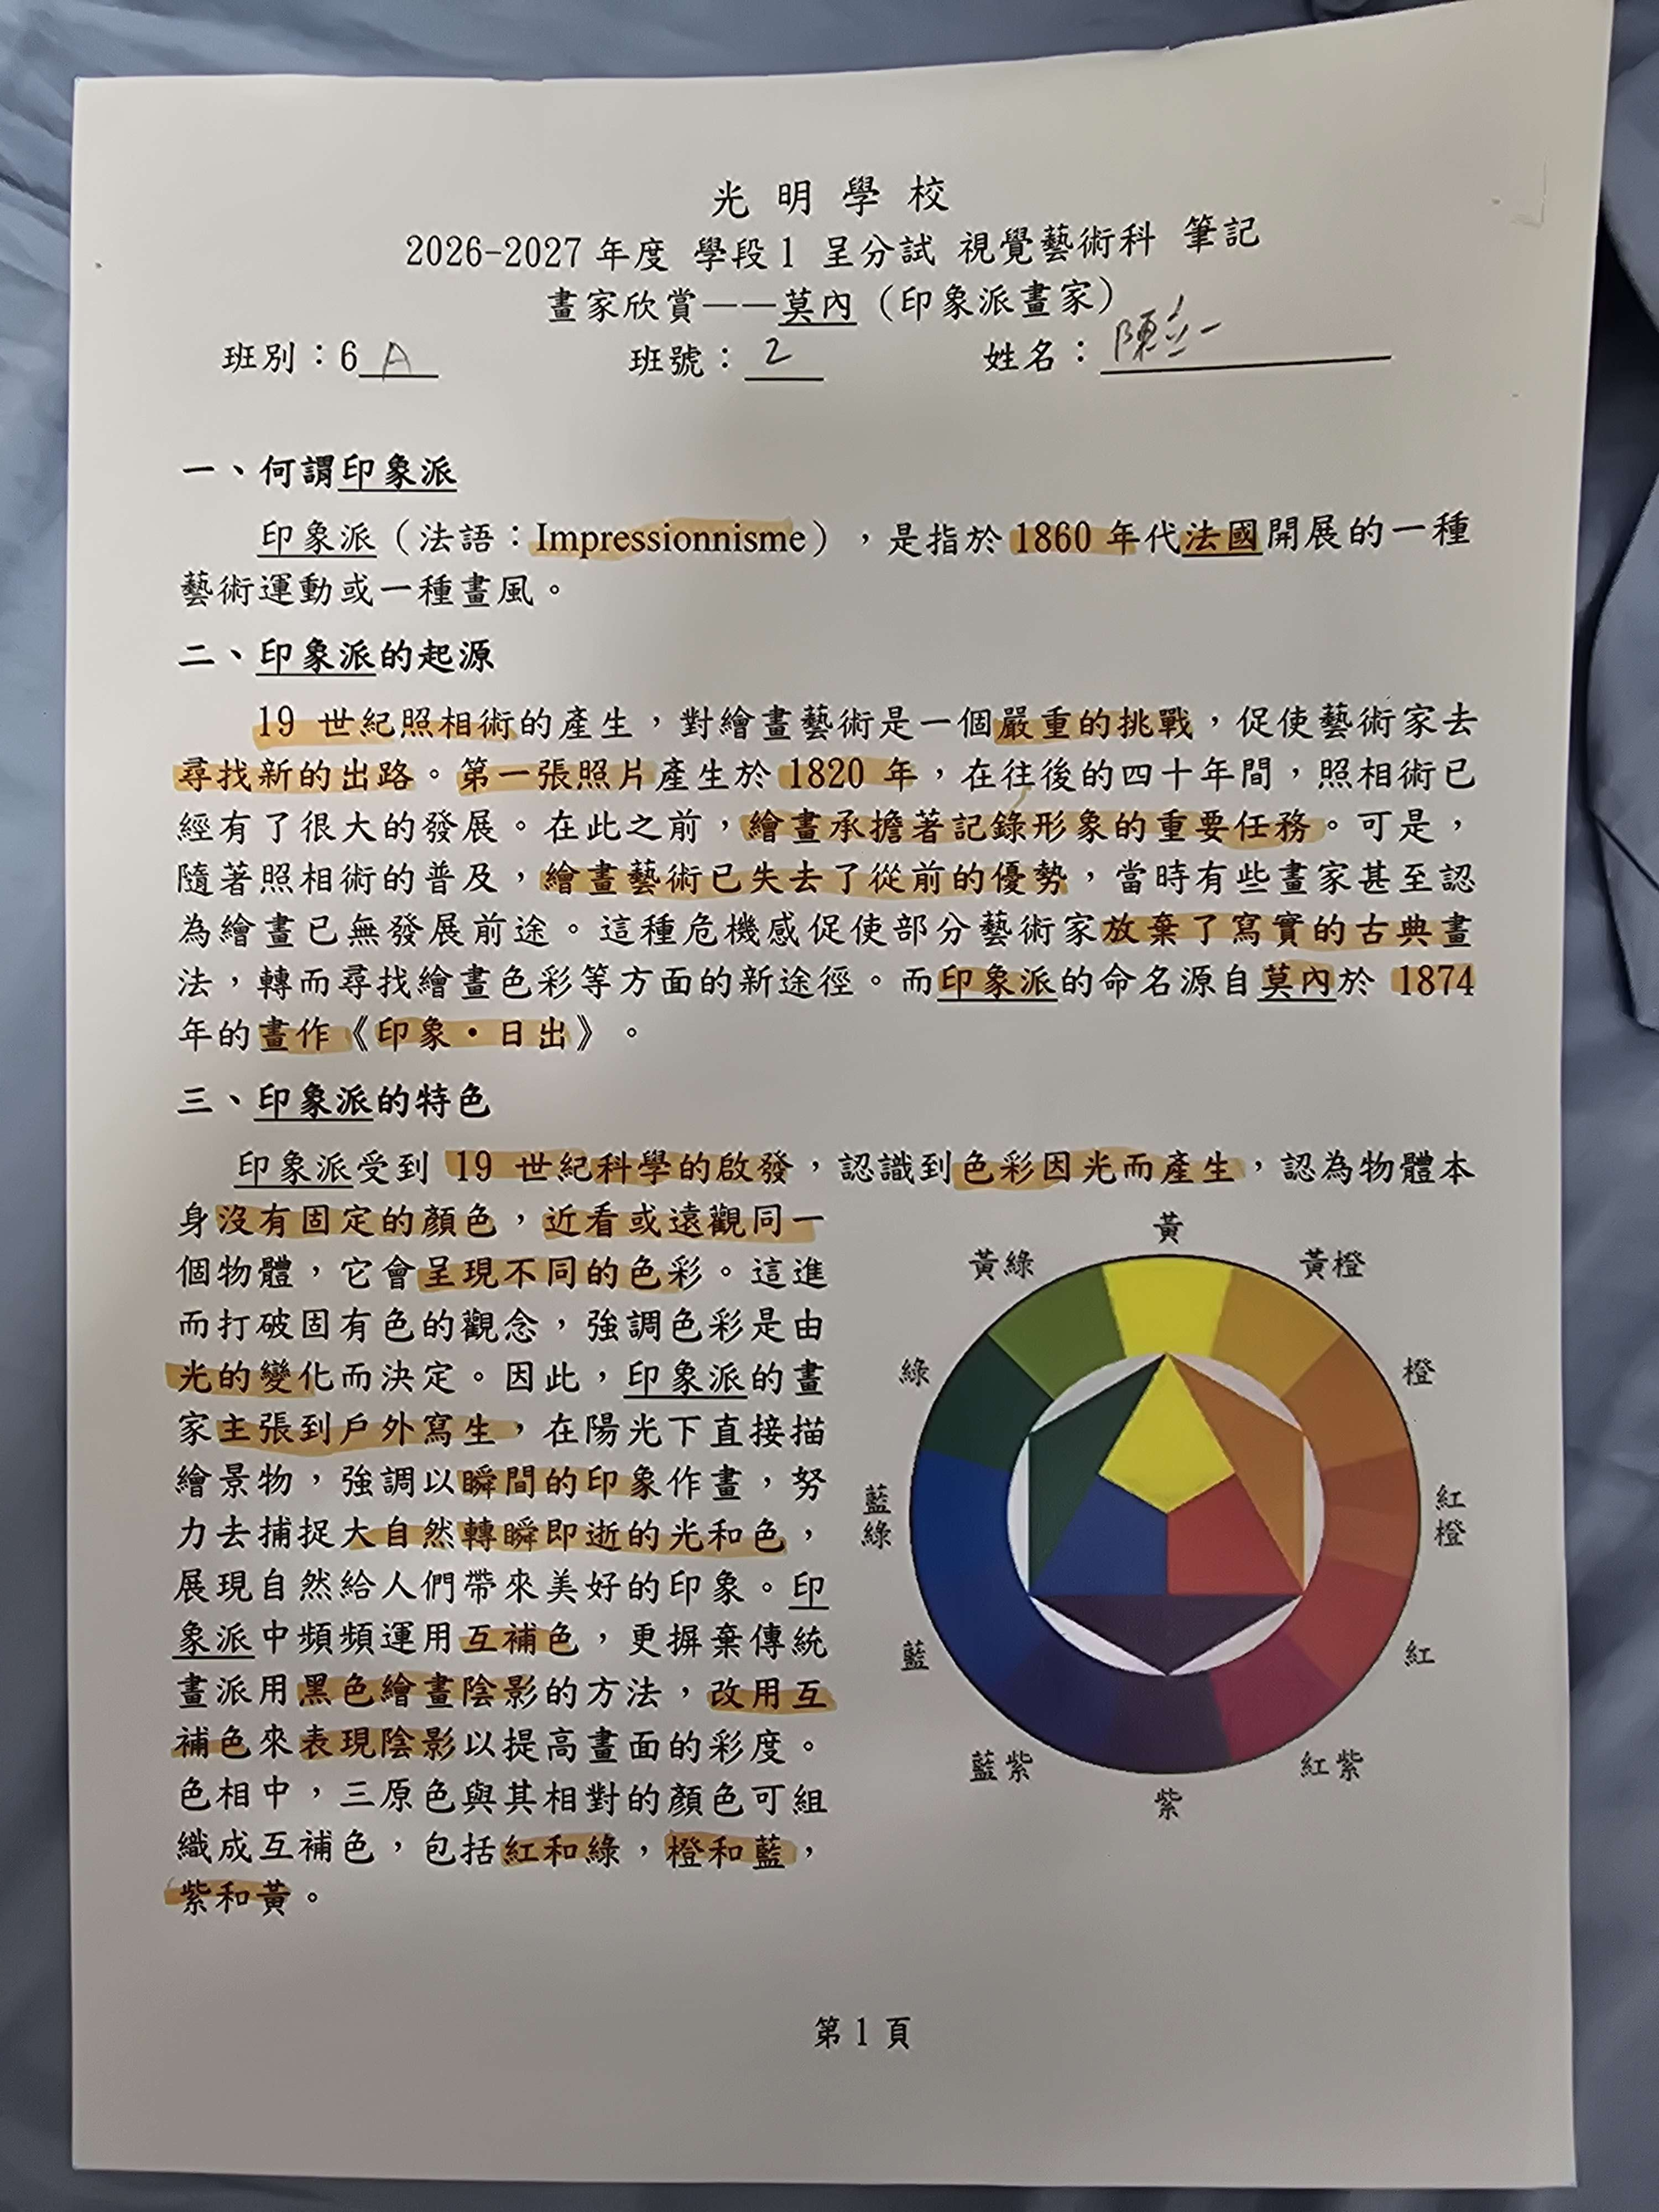 光明學校
2026-2027年度 學段1 呈分試 視覺藝術科 筆記
畫家欣賞——莫內（印象派畫家）
班別：6 A 班號：2 姓名：陳立一
一、何謂印象派
印象派（法語：Impressionnisme），是指於1860年代法國開展的一種
藝術運動或一種畫風。
二、印象派的起源
19 世紀照相術的產生，對繪畫藝術是一個嚴重的挑戰，促使藝術家去
尋找新的出路。第一張照片產生於1820 年，在往後的四十年間，照相術已
經有了很大的發展。在此之前，繪畫承擔著記錄形象的重要任務。可是，
隨著照相術的普及，繪畫藝術已失去了從前的優勢，當時有些畫家甚至認
為繪畫已無發展前途。這種危機感促使部分藝術家放棄了寫實的古典畫
法，轉而尋找繪畫色彩等方面的新途徑。而印象派的命名源自莫內於 1874
年的畫作《印象·日出》。
三、印象派的特色
印象派受到 19 世紀科學的啟發，認識到色彩因光而產生，認為物體本
身沒有固定的顏色，近看或遠觀同一
個物體，它會呈現不同的色彩。這進
而打破固有色的觀念，強調色彩是由
光的變化而決定。因此，印象派的畫
家主張到戶外寫生，在陽光下直接描
繪景物，強調以瞬間的印象作畫，努
力去捕捉大自然轉瞬即逝的光和色，
展現自然給人們帶來美好的印象。印
象派中頻頻運用互補色，更摒棄傳統
畫派用黑色繪畫陰影的方法，改用互
補色來表現陰影以提高畫面的彩度。
色相中，三原色與其相對的顏色可組
織成互補色，包括紅和綠，橙和藍，
紫和黃。
黃
黃綠
黃橙
綠
橙
藍綠
紅橙
藍
紅
藍紫
紅紫
紫
第1頁